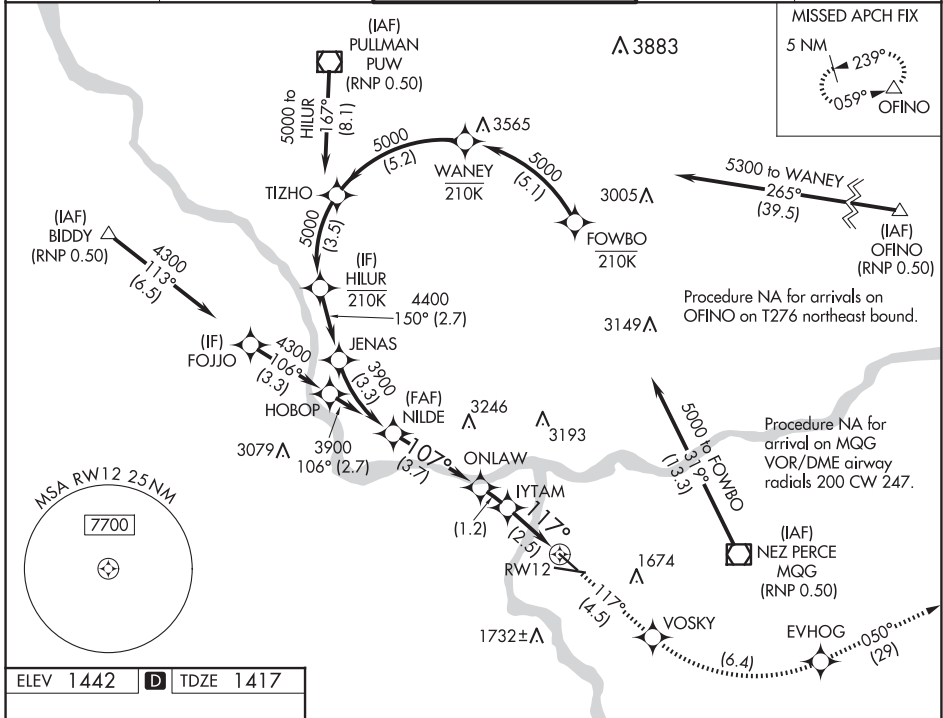 MISSED APCH FIX
5 NM
239°
059°
OFINO
(IAF)
PULLMAN
PUW
(RNP 0.50)
3883
5000 to
HILUR
167°
(8.1)
5000
(5.2)
3565
WANEY
210K
5000
(5.1)
TIZHO
3005
FOWBO
210K
5300 to WANEY
265°
(39.5)
(IAF)
OFINO
(RNP 0.50)
(IAF)
BIDDY
(RNP 0.50)
4300
113°
(6.5)
5000
(3.5)
(IF)
HILUR
210K
4400
150° (2.7)
Procedure NA for arrivals on
OFINO on T276 northeast bound.
3149
(IF)
FOJJO
4300
106°
(3.3)
JENAS
3900
(3.3)
HOBOP
(FAF)
NILDE
3246
3193
3079
3900
106° (2.7)
107°
(3.7)
ONLAW
5000 to FOWBO
319°
(13.3)
Procedure NA for
arrival on MQG
VOR/DME airway
radials 200 CW 247.
MSA RW12 25 NM
7700
IYTAM
(1.2)
117°
(2.5)
RW12
1674
(IAF)
NEZ PERCE
MQG
(RNP 0.50)
117°
(4.5)
1732±
VOSKY
(6.4)
EVHOG
050°
(29)
ELEV 1442 D TDZE 1417